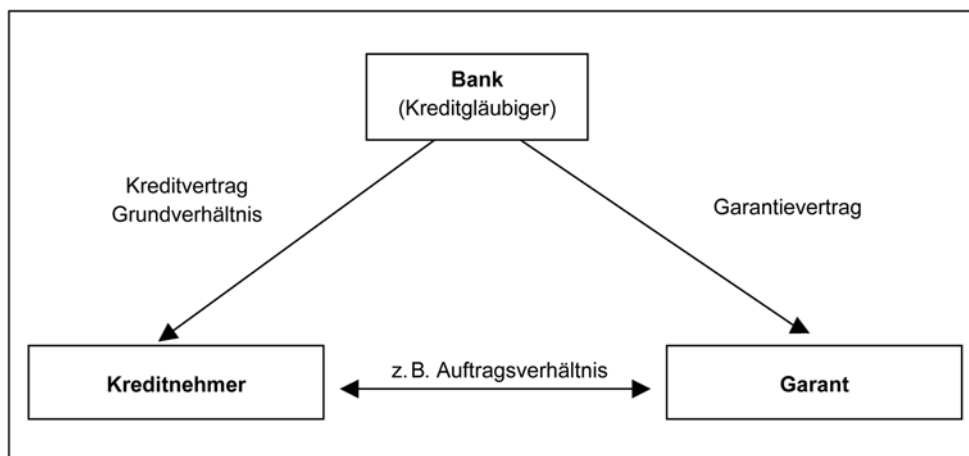 Bank
(Kreditgläubiger)
Kreditvertrag
Grundverhältnis
Garantievertrag
Kreditnehmer
z. B. Auftragsverhältnis
Garant